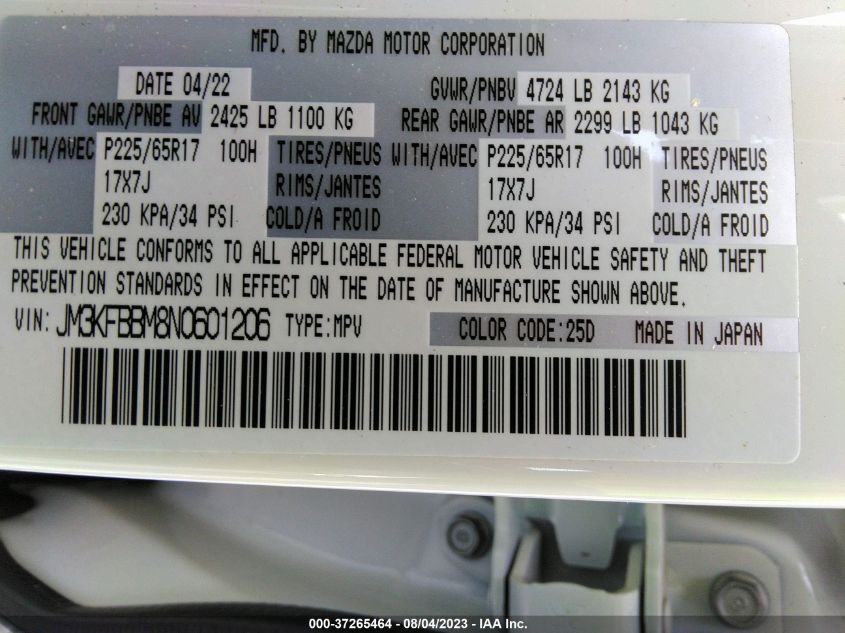 MFD. BY MAZDA MOTOR CORPORATION
DATE 04/22 GVWR/PNBV 4724 LB 2143 KG
FRONT GAWR/PNBE AV 2425 LB 1100 KG REAR GAWR/PNBE AR 2299 LB 1043 KG
WITH/AVEC P225/65R17 100H TIRES/PNEUS WITH/AVEC P225/65R17 100H TIRES/PNEUS
17X7J RIMS/JANTES 17X7J RIMS/JANTES
230 KPA/34 PSI COLD/A FROID 230 KPA/34 PSI COLD/A FROID
THIS VEHICLE CONFORMS TO ALL APPLICABLE FEDERAL MOTOR VEHICLE SAFETY AND THEFT
PREVENTION STANDARDS IN EFFECT ON THE DATE OF MANUFACTURE SHOWN ABOVE.
VIN: JM3KFBBM8N0601206 TYPE:MPV COLOR CODE:25D MADE IN JAPAN
000-37265464 - 08/04/2023 - IAA Inc.